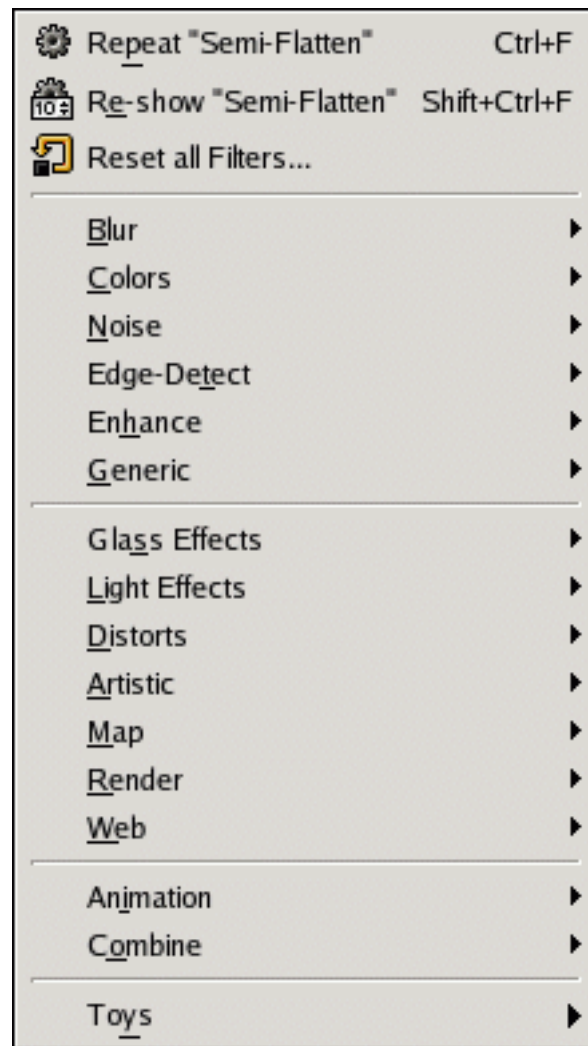 Repeat "Semi-Flatten" Ctrl+F
Re-show "Semi-Flatten" Shift+Ctrl+F
Reset all Filters...
Blur
Colors
Noise
Edge-Detect
Enhance
Generic
Glass Effects
Light Effects
Distorts
Artistic
Map
Render
Web
Animation
Combine
Toys